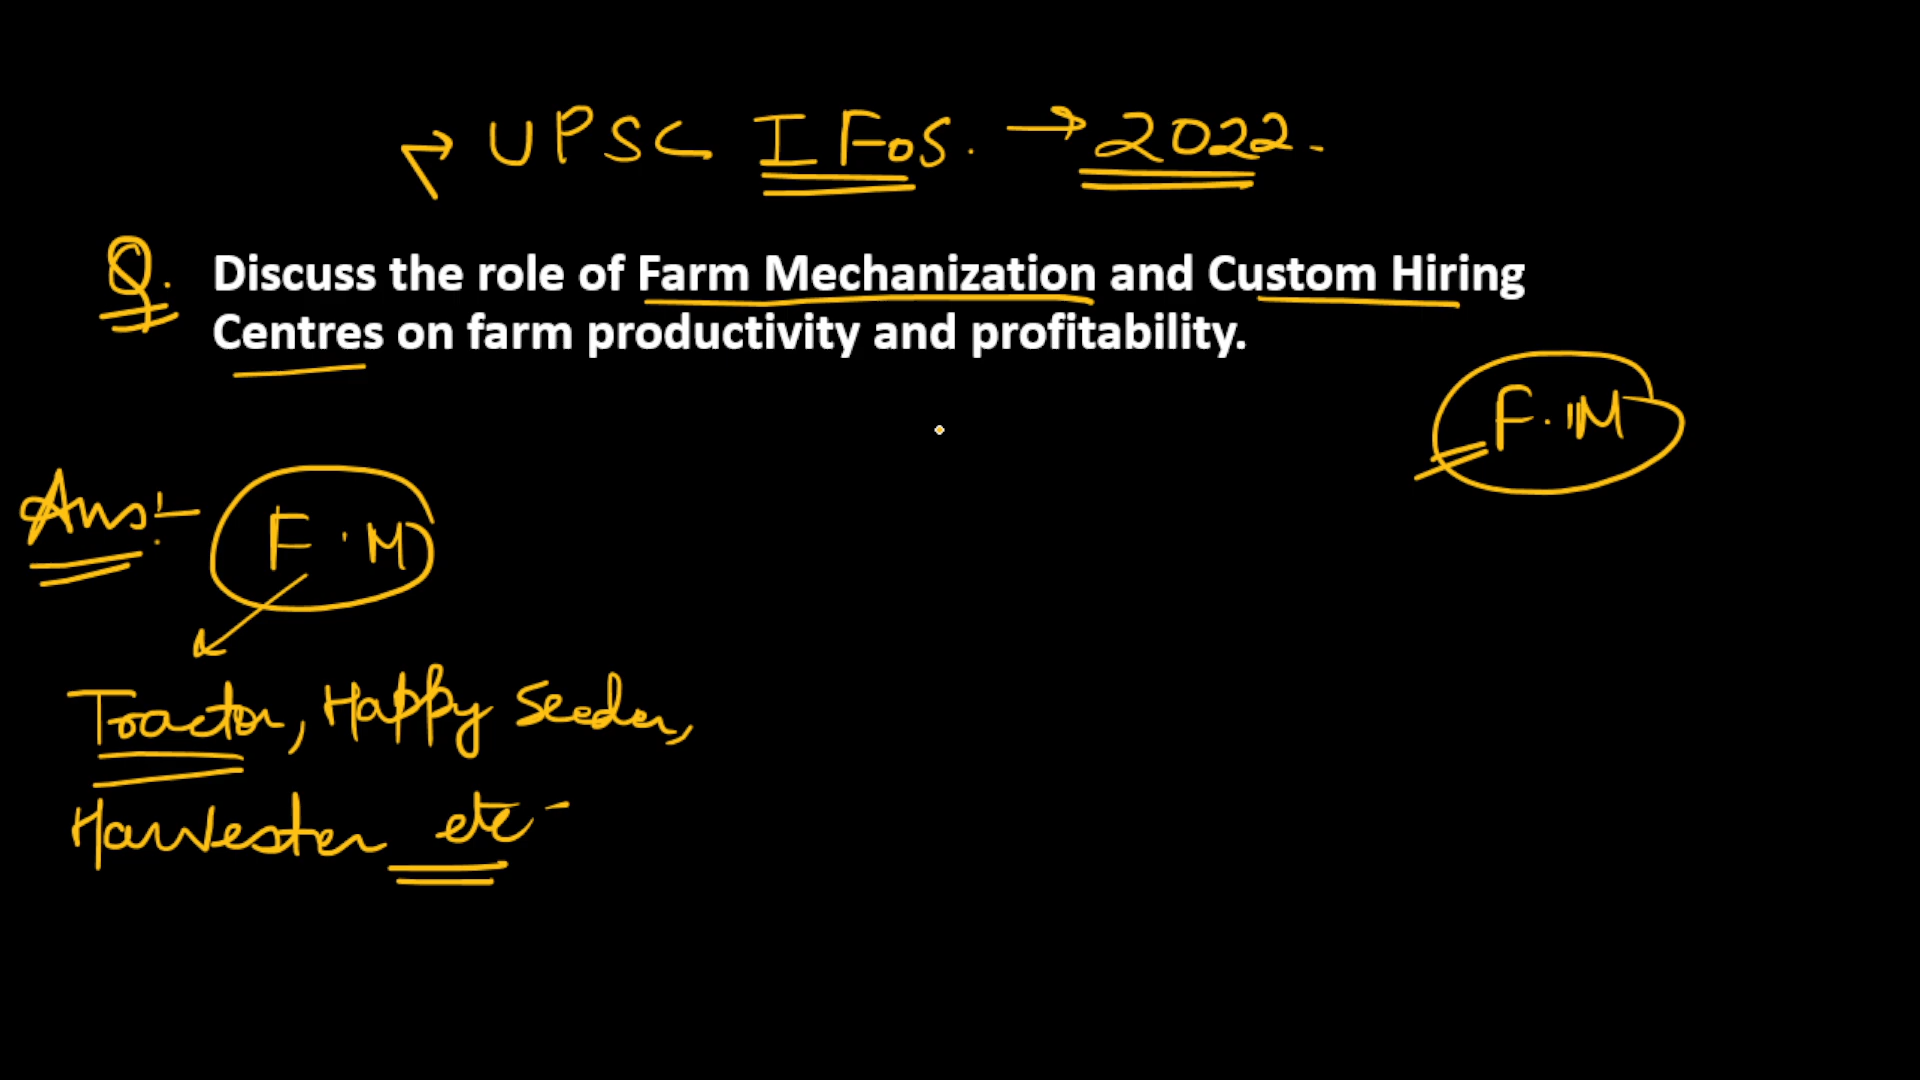 UPSC IFoS. → 2022.
Q. Discuss the role of Farm Mechanization and Custom Hiring
Centres on farm productivity and profitability.
F.M
Ans:- F.M
Tractor, Happy Seeder,
Harvester etc-